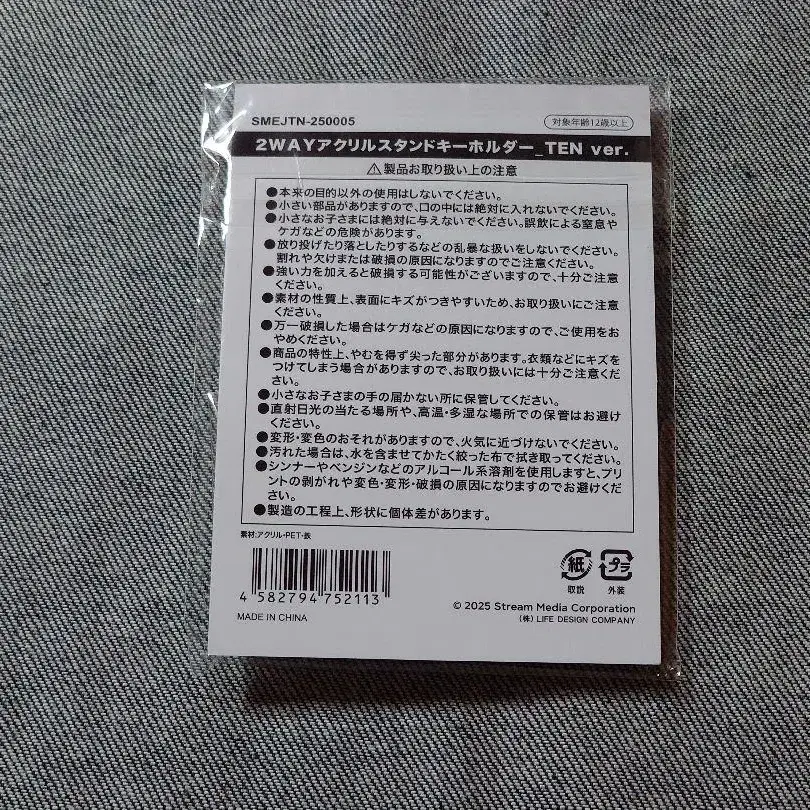 SMEJTN-250005
対象年齢12歳以上
2WAYアクリルスタンドキーホルダー_TEN ver.
⚠製品お取り扱い上の注意
●本来の目的以外の使用はしないでください。
●小さい部品がありますので、口の中には絶対に入れないでください。
●小さなお子さまには絶対に与えないでください。誤飲による窒息や
ケガなどの危険があります。
●放り投げたり落としたりするなどの乱暴な扱いをしないでください。
割れや欠けまたは破損の原因になりますのでご注意ください。
●強い力を加えると破損する可能性がございますので、十分ご注意
ください。
●素材の性質上、表面にキズがつきやすいため、お取り扱いにご注意
ください。
●万一破損した場合はケガなどの原因になりますので、ご使用をお
やめください。
●商品の特性上、やむを得ず尖った部分があります。衣類などにキズを
つけてしまう場合がありますので、お取り扱いには十分ご注意くださ
い。
●小さなお子さまの手の届かない所に保管してください。
●直射日光の当たる場所や、高温・多湿な場所での保管はお避け
ください。
●変形・変色のおそれがありますので、火気に近づけないでください。
●汚れた場合は、水を含ませてかたく絞った布で拭き取ってください。
●シンナーやベンジンなどのアルコール系溶剤を使用しますと、プリ
ントの剥がれや変色・変形・破損の原因になりますのでお避けくださ
い。
●製造の工程上、形状に個体差があります。
素材:アクリル・PET・鉄
4 582794 752113
MADE IN CHINA
紙
取説
プラ
外装
© 2025 Stream Media Corporation
(株) LIFE DESIGN COMPANY